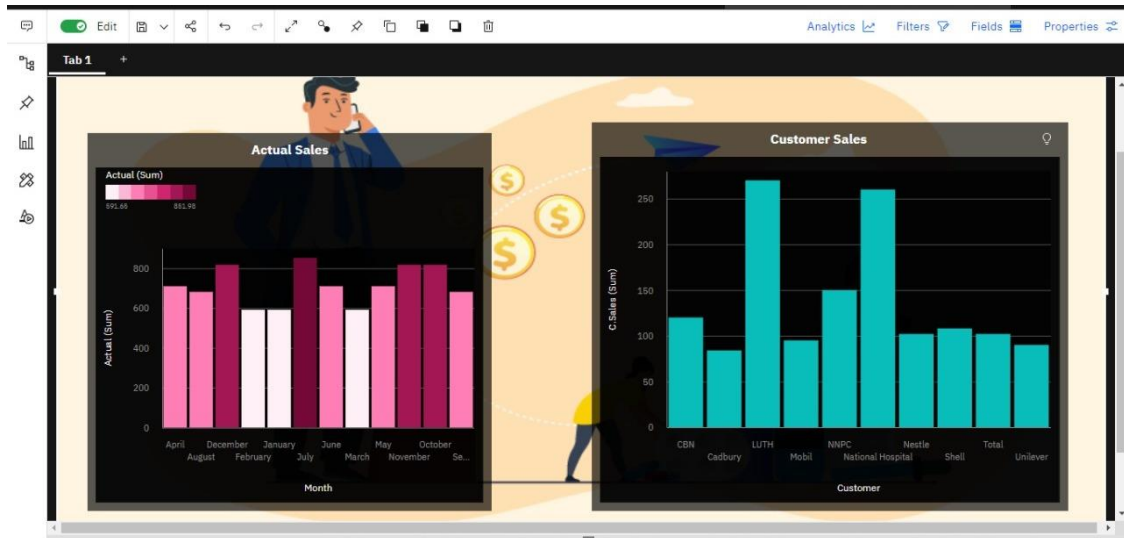 Edit
Analytics
Filters
Fields
Properties
Tab 1 +
Actual Sales
Actual (Sum)
591.66 881.98
Actual (Sum)
800
600
400
200
0
April December January June May October
August February July March November Se...
Month
Customer Sales
C.Sales (Sum)
250
200
150
100
50
0
CBN LUTH NNPC Nestle Total
Cadbury Mobil National Hospital Shell Unilever
Customer
$
$
$